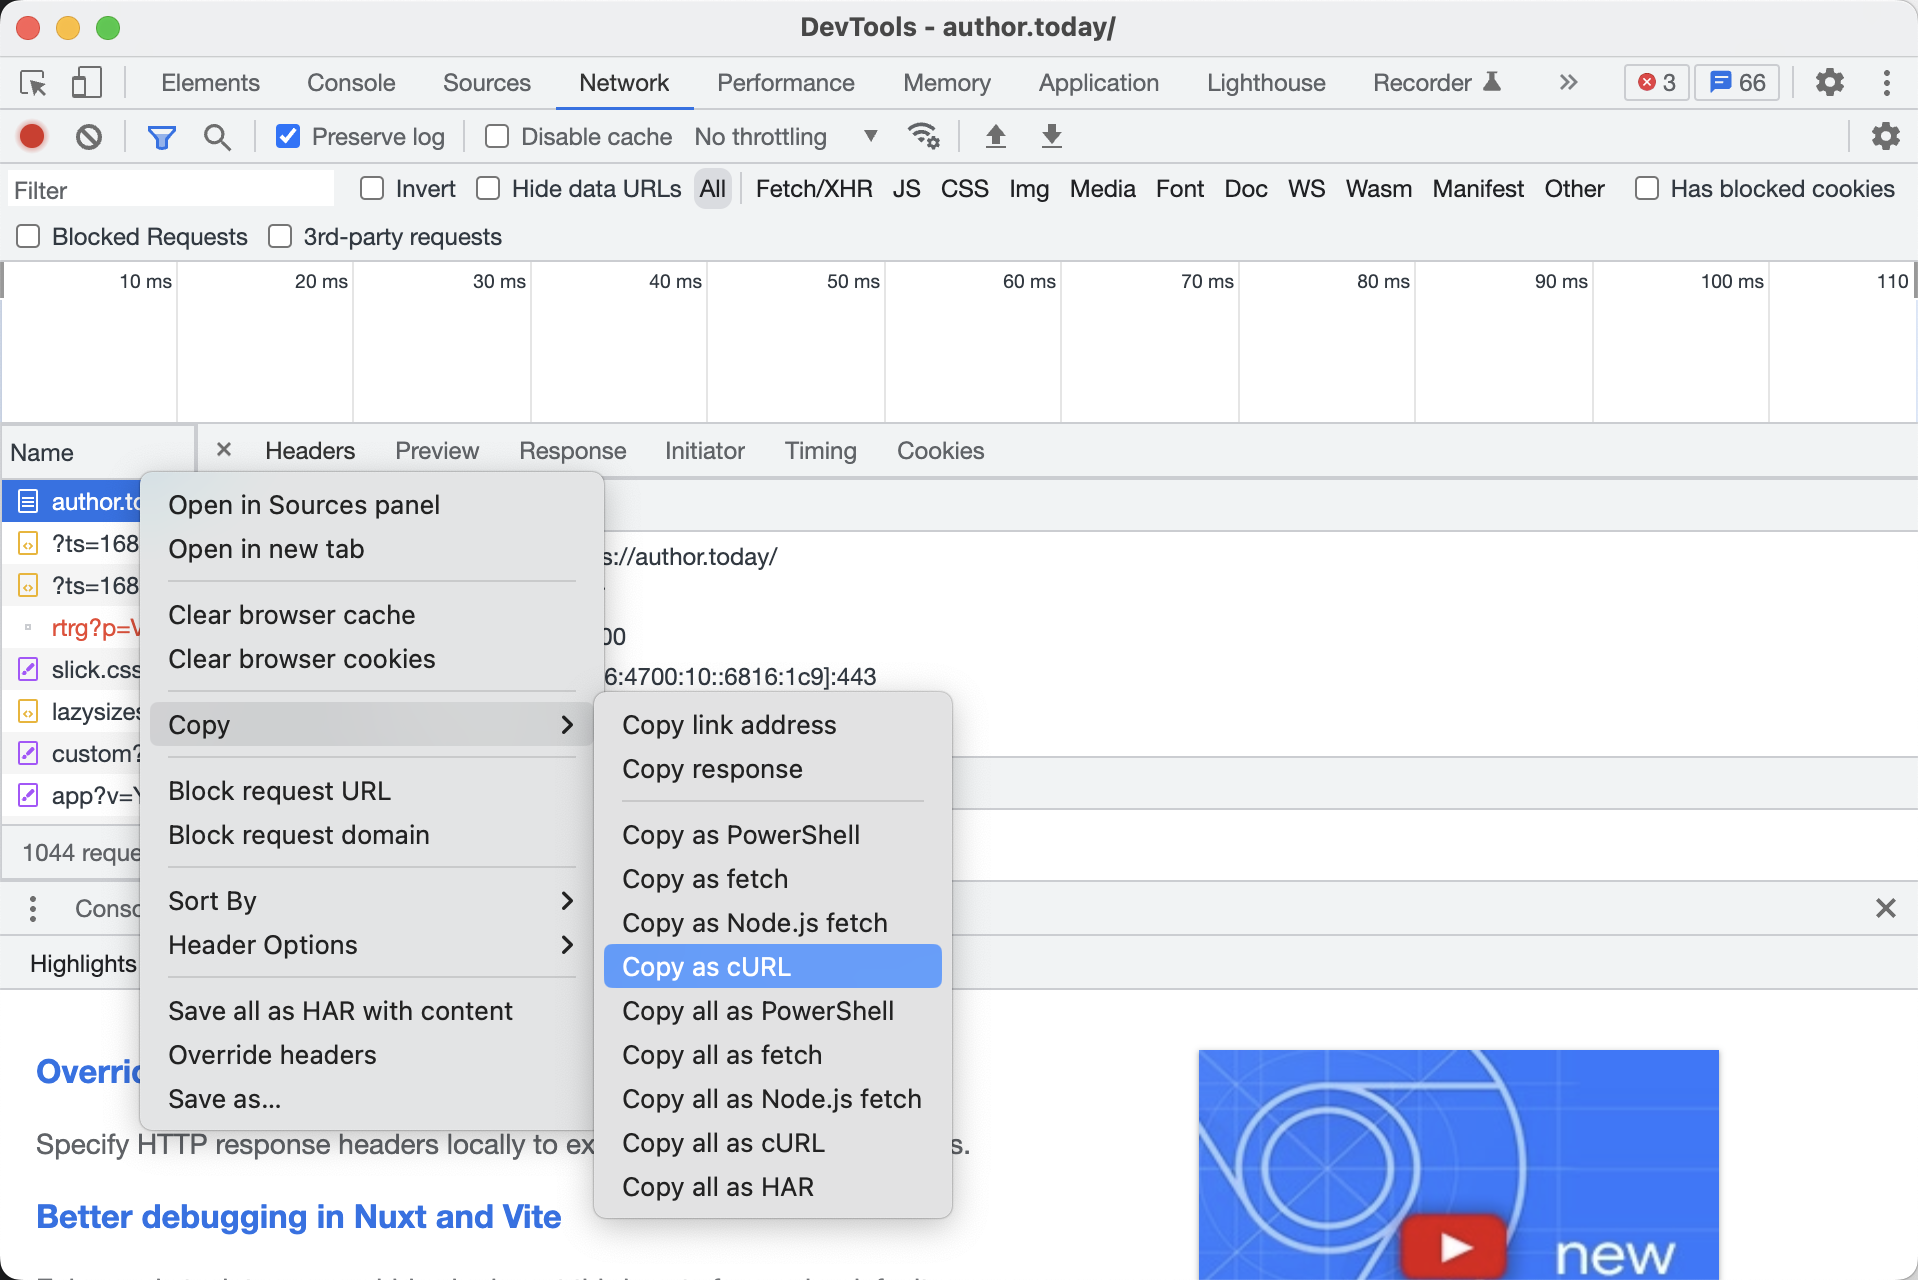 DevTools - author.today/
Elements Console Sources Network Performance Memory Application Lighthouse Recorder 3 66
Preserve log Disable cache No throttling
Filter Invert Hide data URLs All Fetch/XHR JS CSS Img Media Font Doc WS Wasm Manifest Other Has blocked cookies
Blocked Requests 3rd-party requests
10 ms 20 ms 30 ms 40 ms 50 ms 60 ms 70 ms 80 ms 90 ms 100 ms 110
Name Headers Preview Response Initiator Timing Cookies
author.to
?ts=168
?ts=168
rtrg?p=V
slick.css
lazysizes
custom?
app?v=Y
1044 reque
s://author.today/
00
6:4700:10::6816:1c9]:443
Open in Sources panel
Open in new tab
Clear browser cache
Clear browser cookies
Copy
Block request URL
Block request domain
Sort By
Header Options
Save all as HAR with content
Override headers
Save as...
Copy link address
Copy response
Copy as PowerShell
Copy as fetch
Copy as Node.js fetch
Copy as cURL
Copy all as PowerShell
Copy all as fetch
Copy all as Node.js fetch
Copy all as cURL
Copy all as HAR
Conso
Highlights
Overric
Specify HTTP response headers locally to ex s.
Better debugging in Nuxt and Vite
new